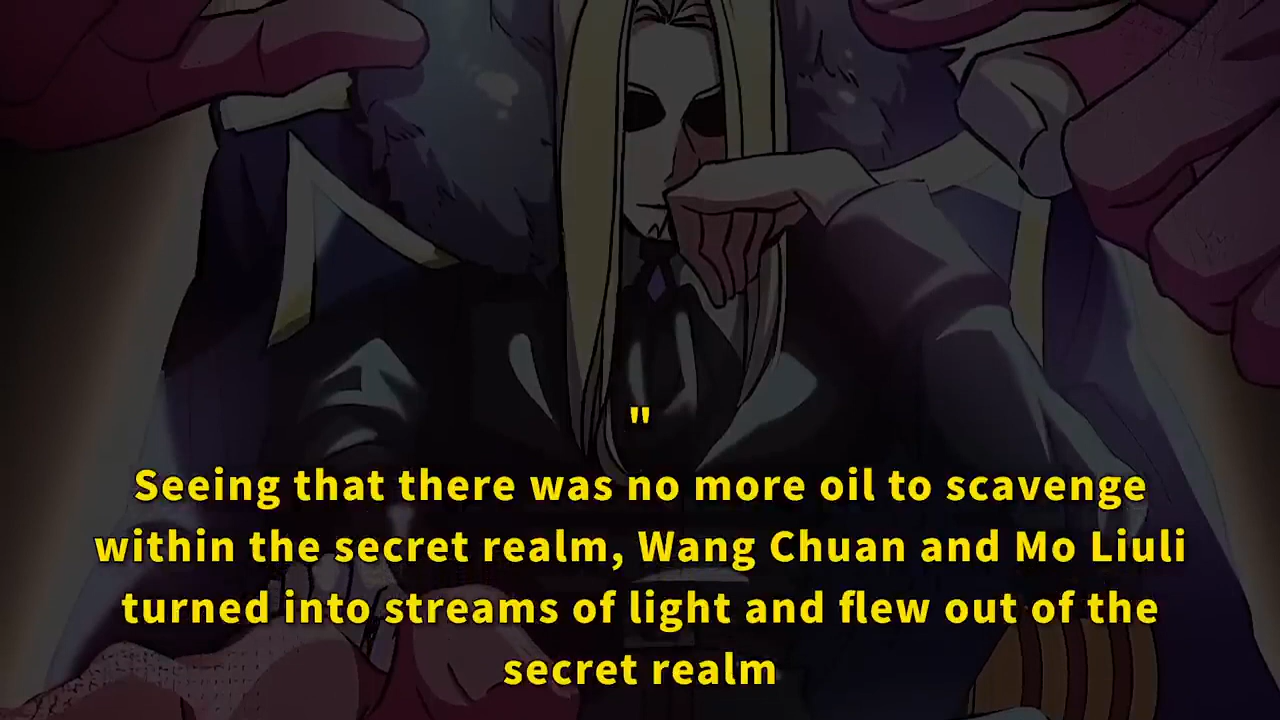 "
Seeing that there was no more oil to scavenge
within the secret realm, Wang Chuan and Mo Liuli
turned into streams of light and flew out of the
secret realm